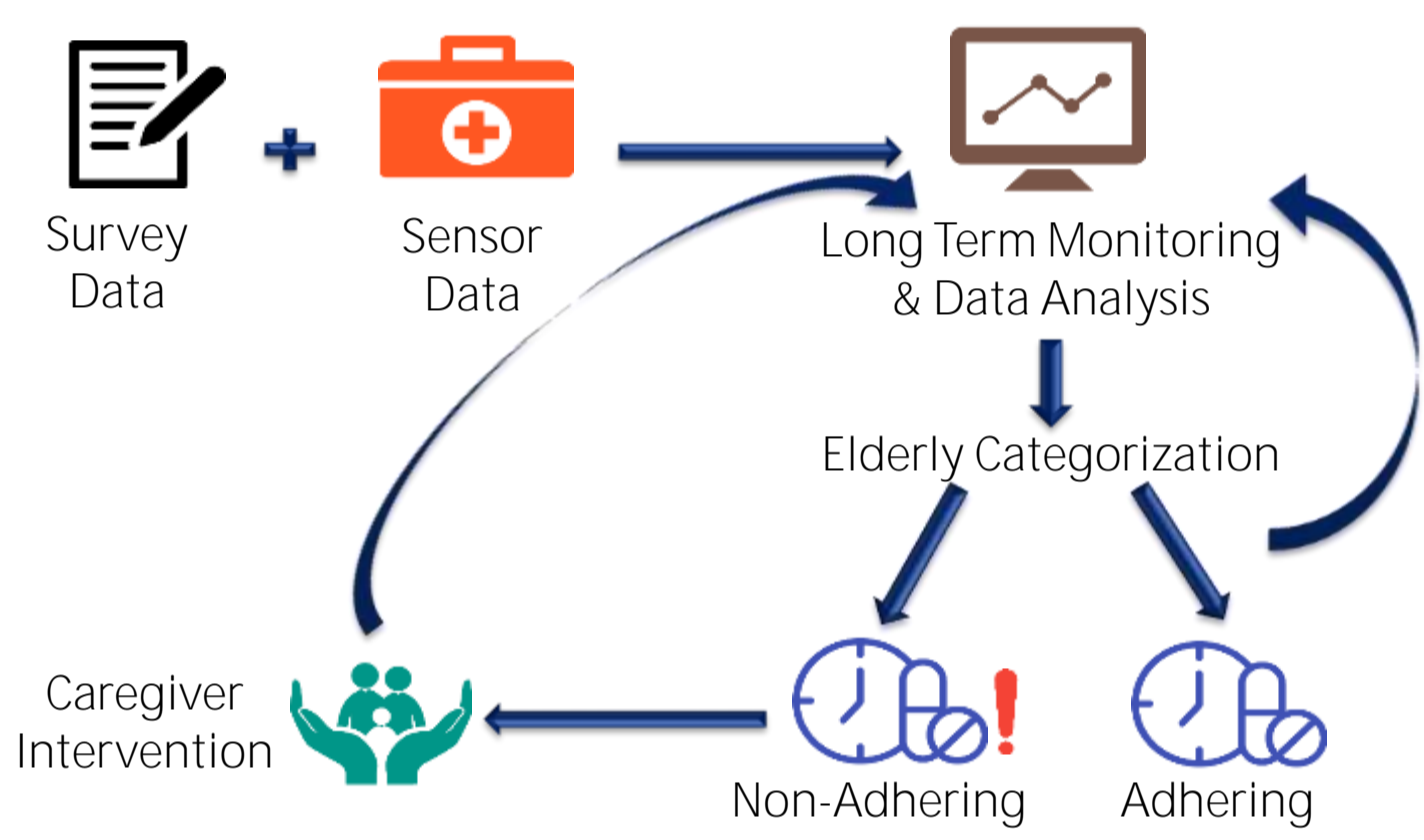 Survey
Data
Sensor
Data
Long Term Monitoring
& Data Analysis
Elderly Categorization
Caregiver
Intervention
Non-Adhering
Adhering